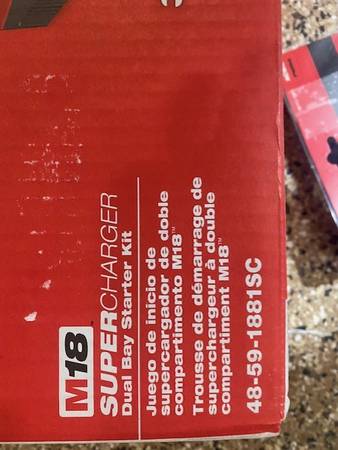 M18™
SUPERCHARGER
Dual Bay Starter Kit
Juego de inicio de
supercargador de doble
compartimento M18™
Trousse de démarrage de
superchargeur à double
compartiment M18™
48-59-1881SC